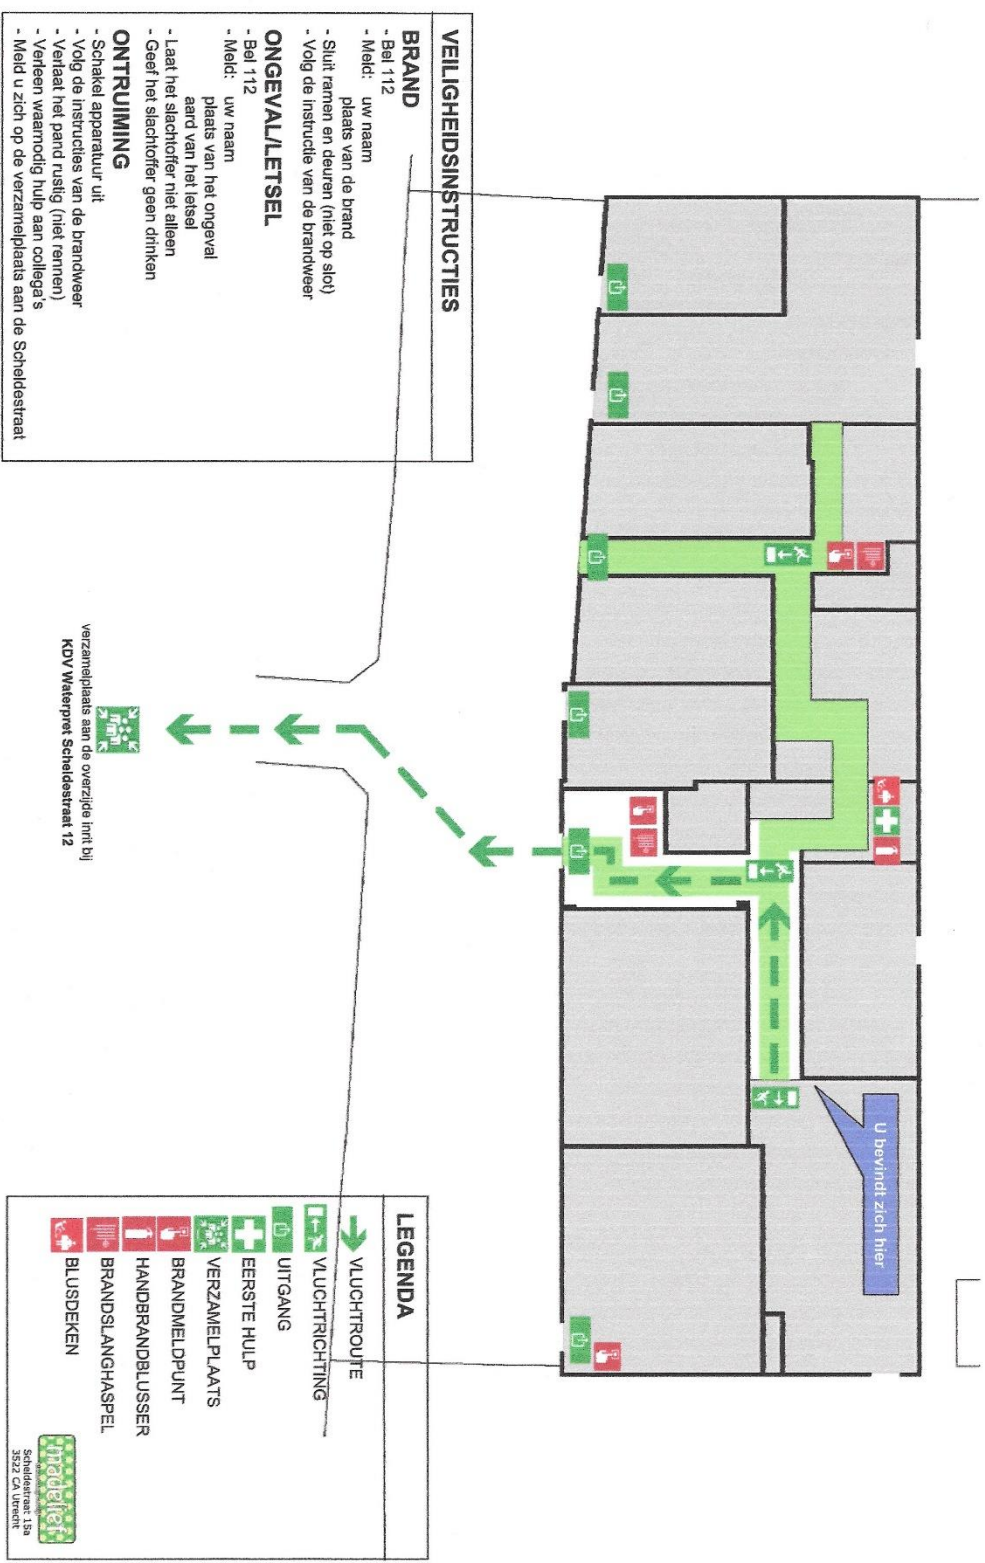 VEILIGHEIDSINSTRUCTIES
BRAND
- Bel 112
- Meld: uw naam
plaats van de brand
- Sluit ramen en deuren (niet op slot)
- Volg de instructie van de brandweer
ONGEVAL/LETSEL
- Bel 112
- Meld: uw naam
plaats van het ongeval
aard van het letsel
- Laat het slachtoffer niet alleen
- Geef het slachtoffer geen drinken
ONTRUIMING
- Schakel apparatuur uit
- Volg de instructies van de brandweer
- Verlaat het pand rustig (niet rennen)
- Verleen waarnodig hulp aan collega's
- Meld u zich op de verzamelplaats aan de Scheldestraat
verzamelplaats aan de overzijde inrit bij
KDV Waterpret Scheldestraat 12
U bevindt zich hier
LEGENDA
VLUCHTROUTE
VLUCHTRICHTING
UITGANG
EERSTE HULP
VERZAMELPLAATS
BRANDMELDPUNT
HANDBRANDBLUSSER
BRANDSLANGHASPEL
BLUSDEKEN
Scheldestraat 15a
3522 CA Utrecht